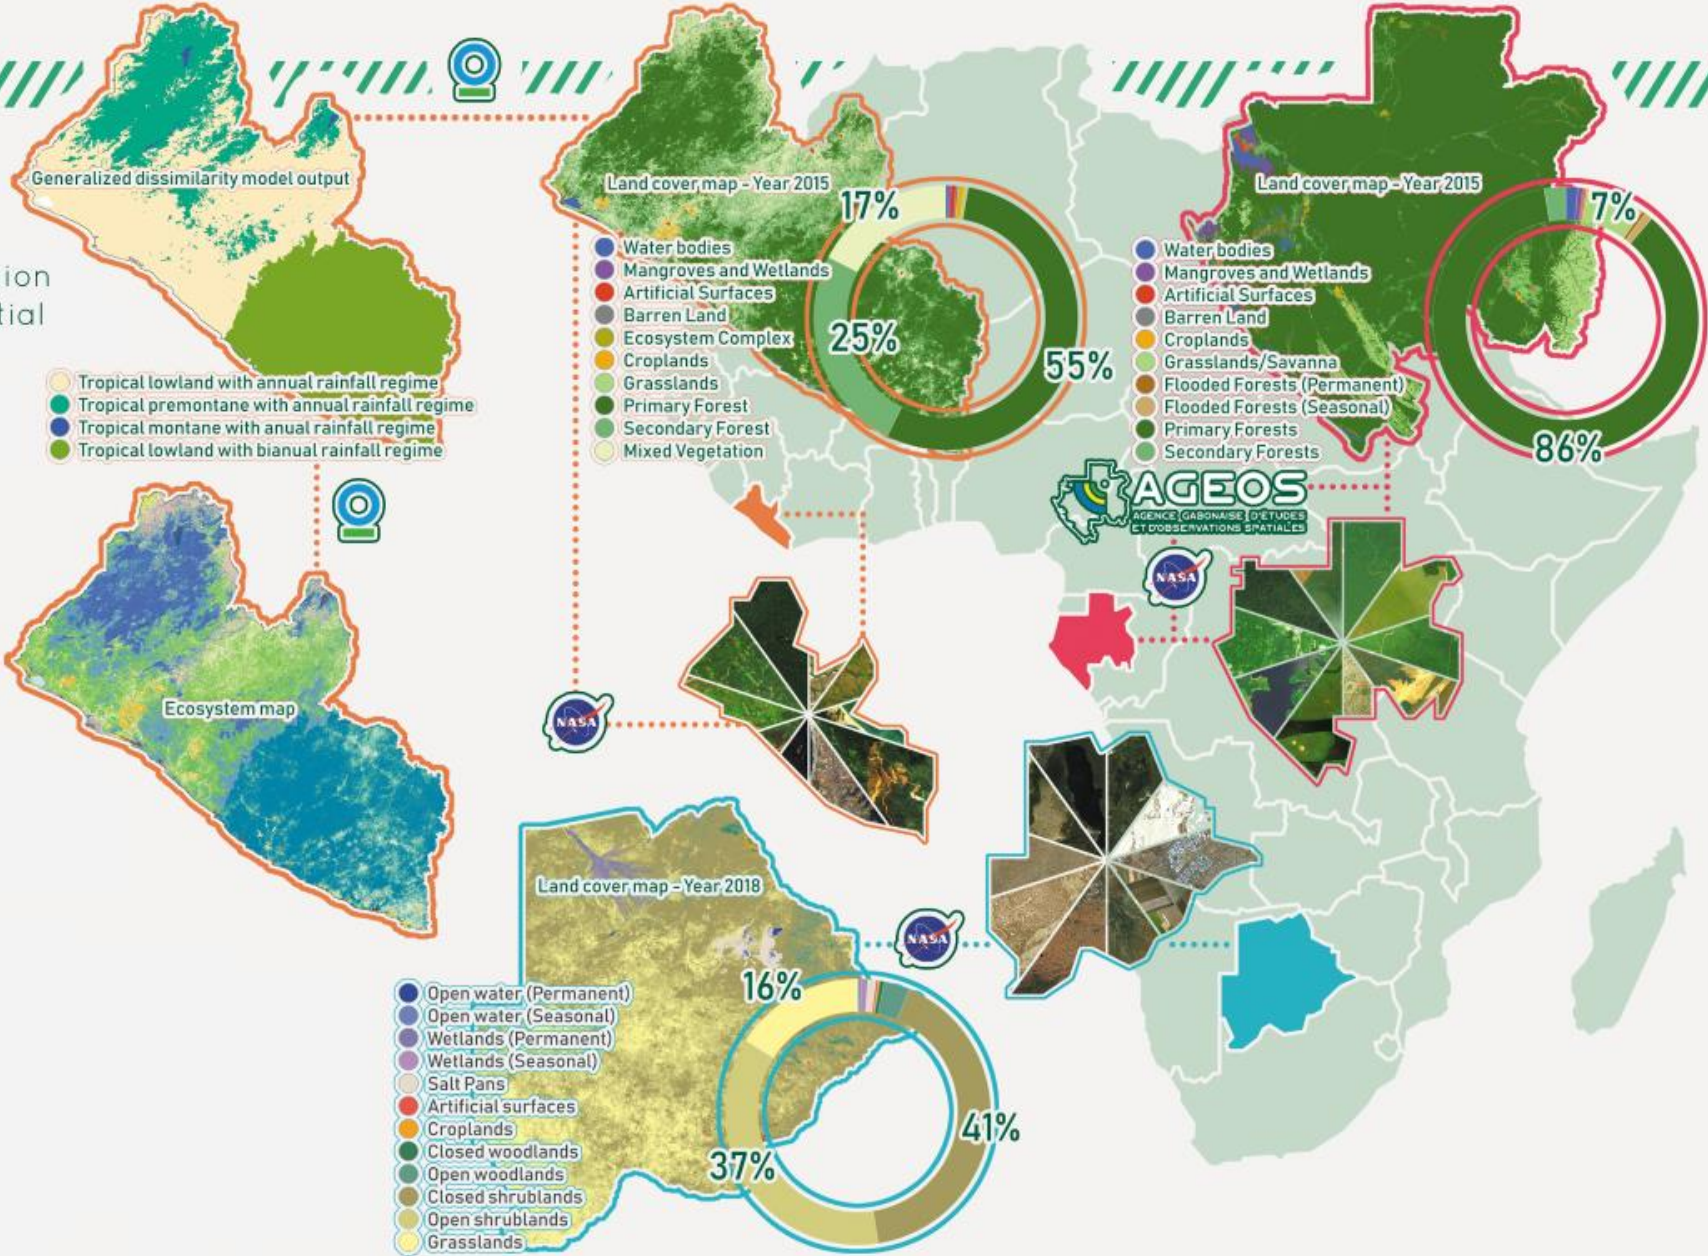 Generalized dissimilarity model output
Tropical lowland with annual rainfall regime
Tropical premontane with annual rainfall regime
Tropical montane with anual rainfall regime
Tropical lowland with bianual rainfall regime
Ecosystem map
Land cover map - Year 2015
17%
25%
55%
Water bodies
Mangroves and Wetlands
Artificial Surfaces
Barren Land
Ecosystem Complex
Croplands
Grasslands
Primary Forest
Secondary Forest
Mixed Vegetation
Land cover map - Year 2015
7%
86%
Water bodies
Mangroves and Wetlands
Artificial Surfaces
Barren Land
Croplands
Grasslands/Savanna
Flooded Forests (Permanent)
Flooded Forests (Seasonal)
Primary Forests
Secondary Forests
AGEOS
AGENCE GABONAISE D'ÉTUDES
ET D'OBSERVATIONS SPATIALES
NASA
NASA
Land cover map - Year 2018
NASA
16%
41%
37%
Open water (Permanent)
Open water (Seasonal)
Wetlands (Permanent)
Wetlands (Seasonal)
Salt Pans
Artificial surfaces
Croplands
Closed woodlands
Open woodlands
Closed shrublands
Open shrublands
Grasslands